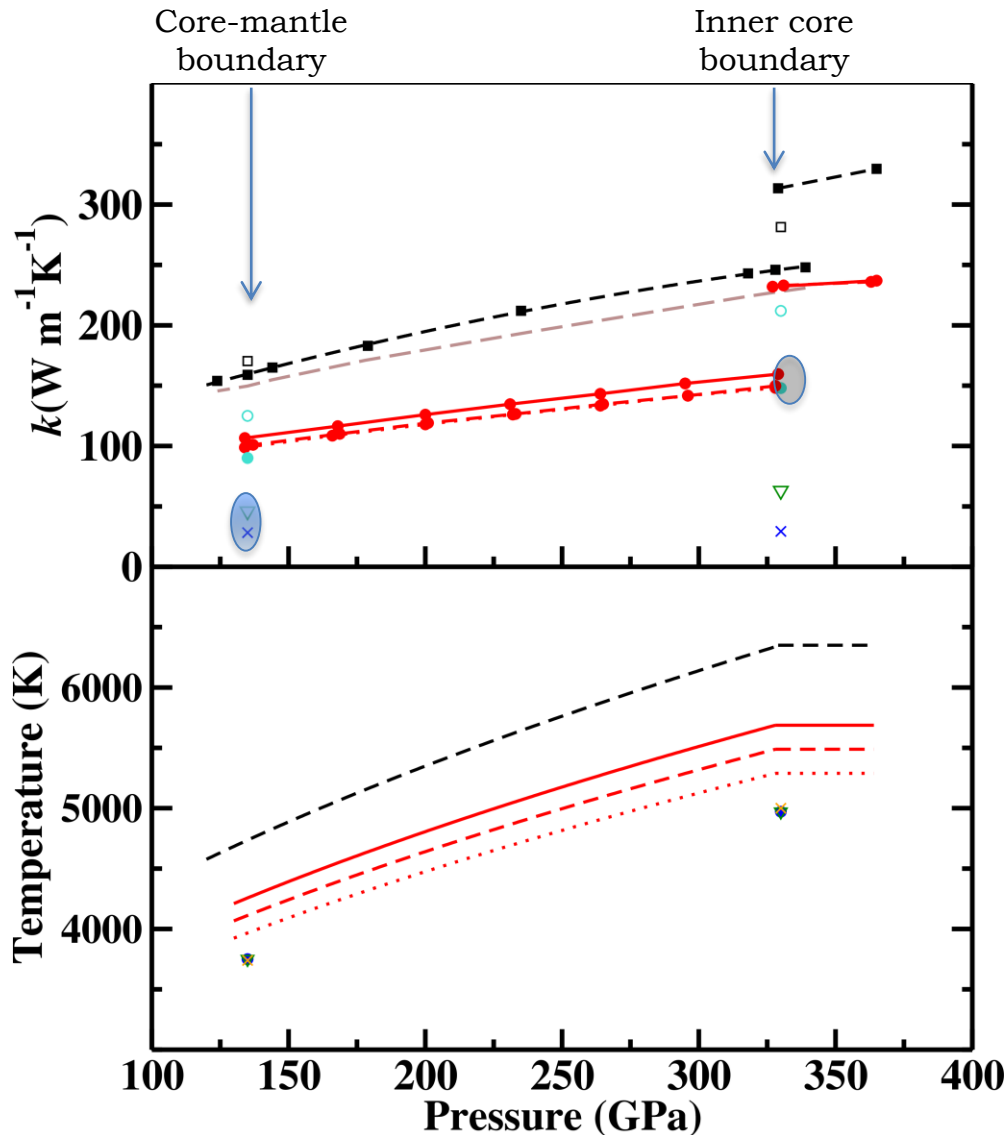 Core-mantle
boundary
Inner core
boundary
k(W m⁻¹K⁻¹)
300
200
100
0
Temperature (K)
6000
5000
4000
100 150 200 250 300 350 400
Pressure (GPa)